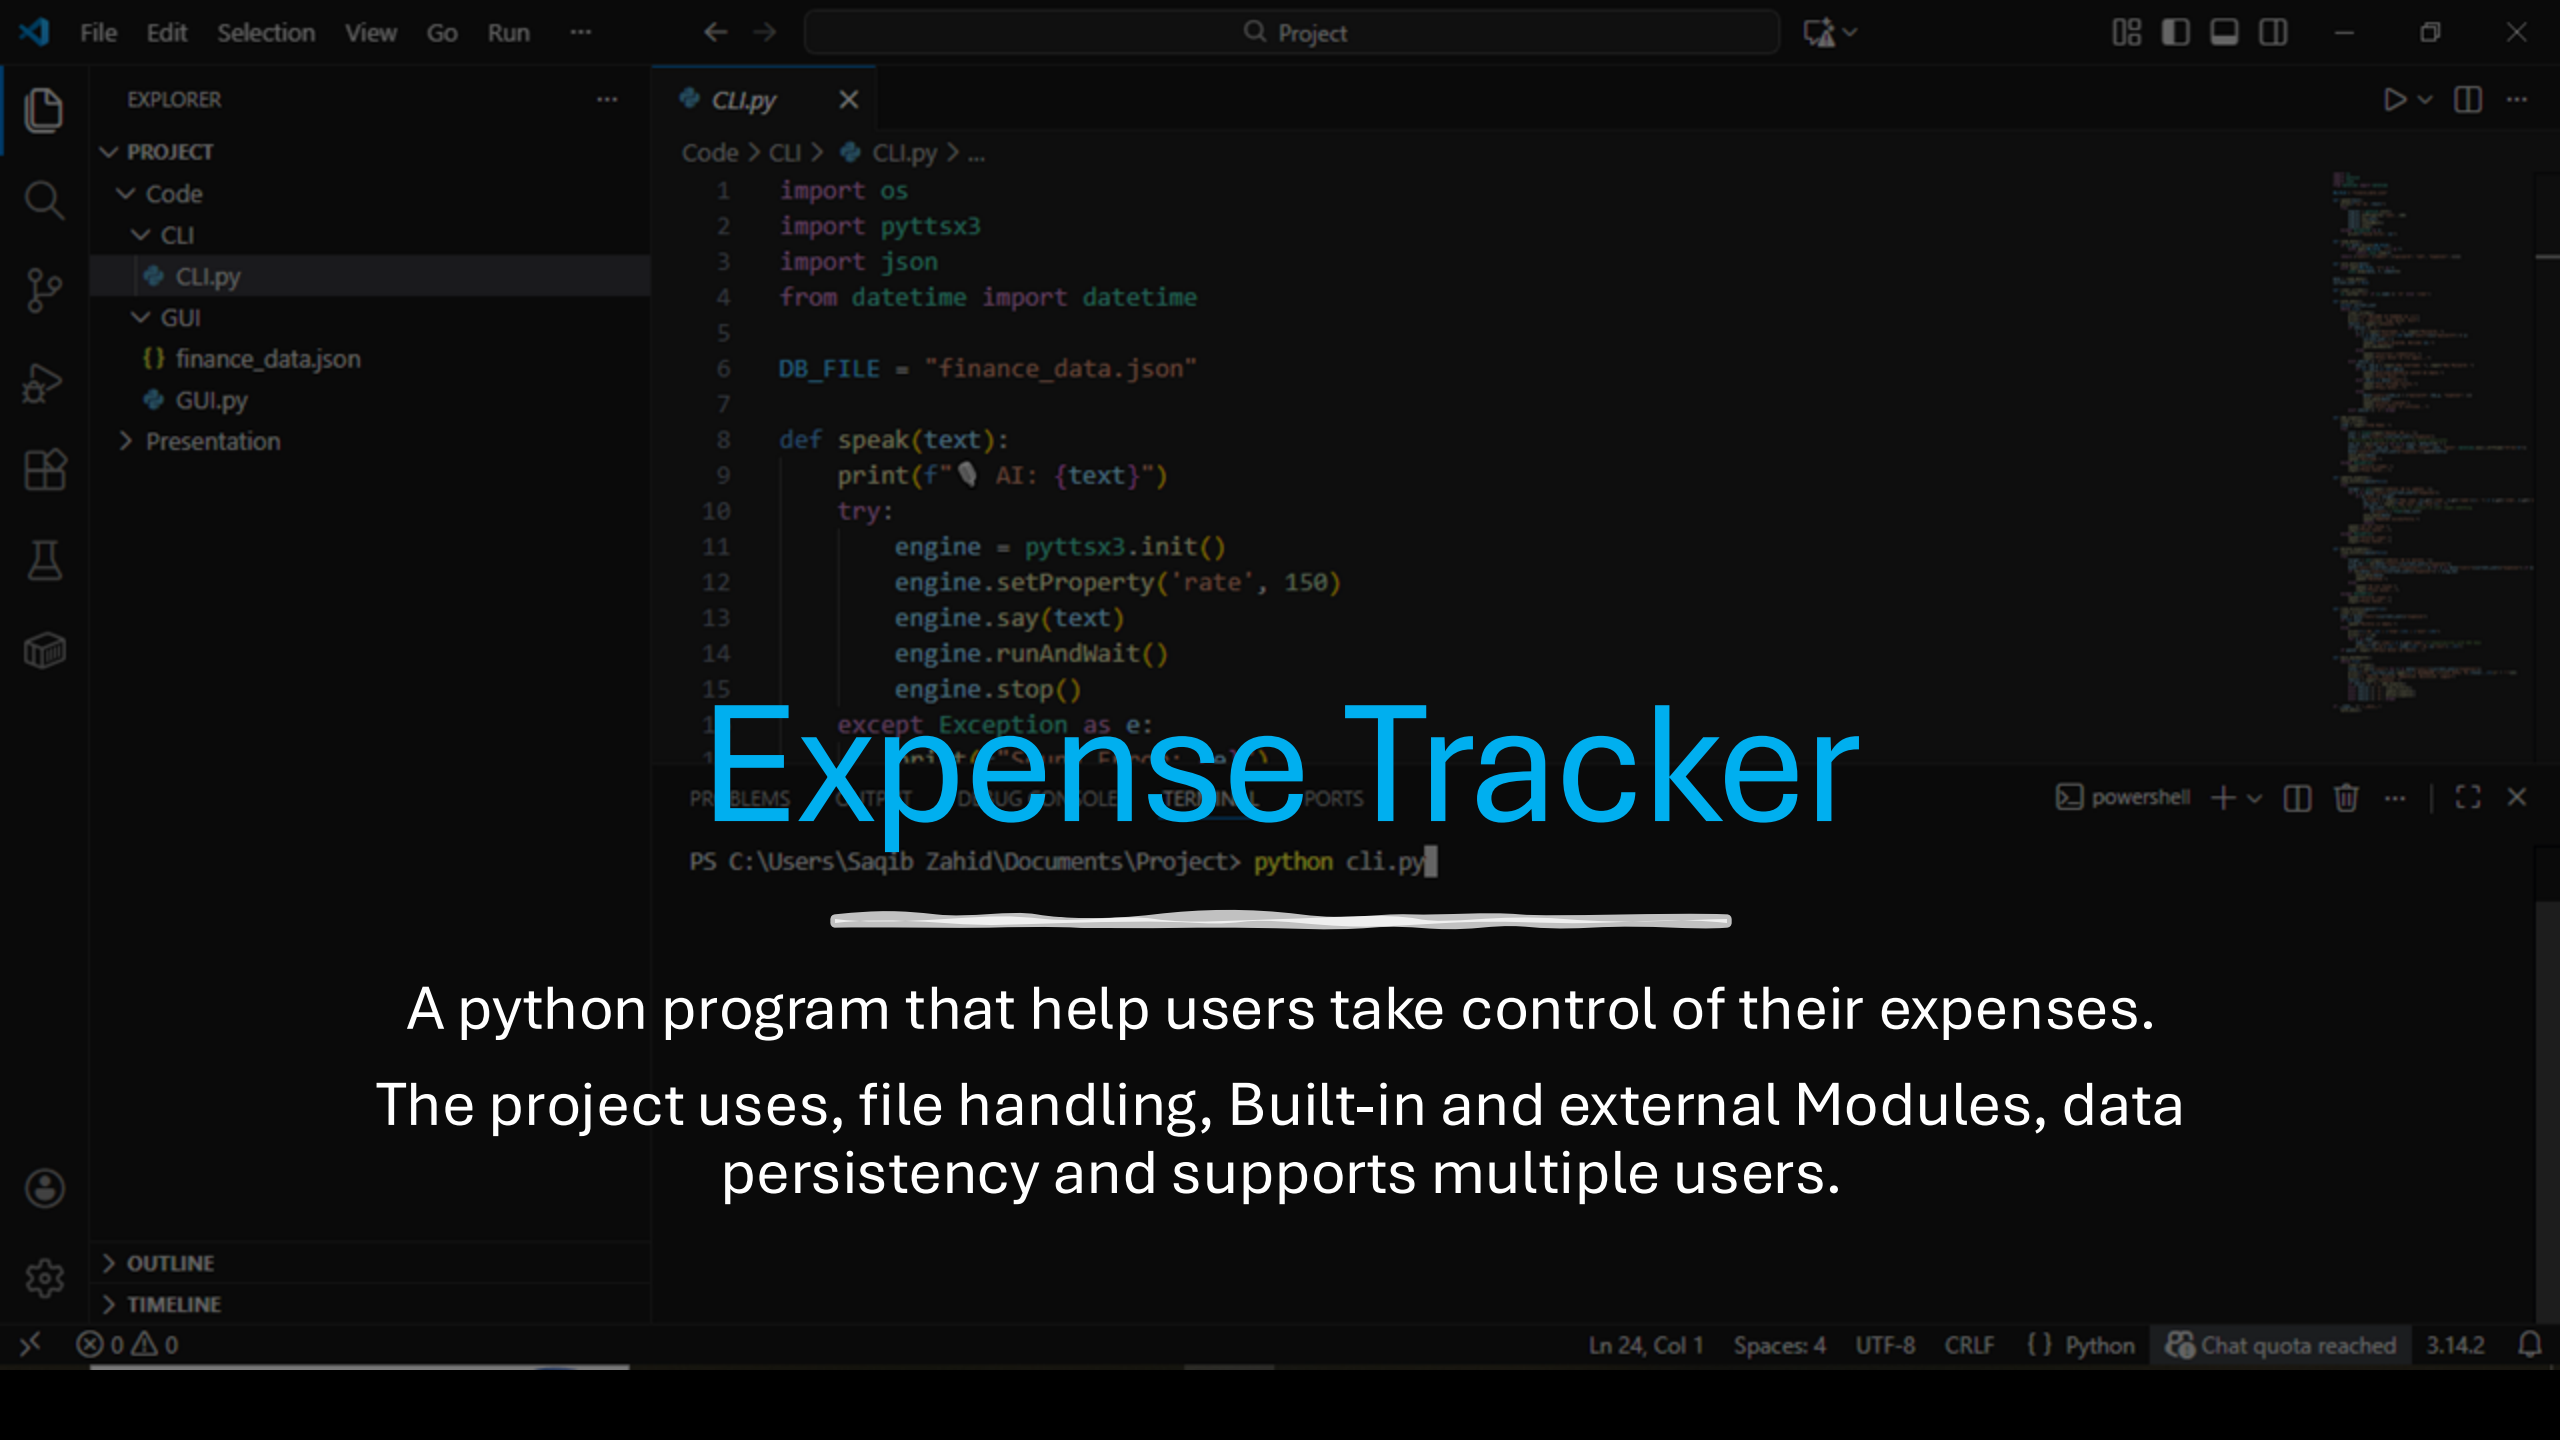 File Edit Selection View Go Run ...
Project
EXPLORER ...
PROJECT
Code
CLI
CLI.py
GUI
{} finance_data.json
GUI.py
Presentation
OUTLINE
TIMELINE
CLI.py
Code > CLI > CLI.py > ...
1 import os
2 import pyttsx3
3 import json
4 from datetime import datetime
5
6 DB_FILE = "finance_data.json"
7
8 def speak(text):
9 print(f"🎙 AI: {text}")
10 try:
11 engine = pyttsx3.init()
12 engine.setProperty('rate', 150)
13 engine.say(text)
14 engine.runAndWait()
15 engine.stop()
except Exception as e:
Expense Tracker
PROBLEMS OUTPUT DEBUG CONSOLE TERMINAL PORTS
powershell
PS C:\Users\Saqib Zahid\Documents\Project> python cli.py
A python program that help users take control of their expenses.
The project uses, file handling, Built-in and external Modules, data
persistency and supports multiple users.
0 0
Ln 24, Col 1 Spaces: 4 UTF-8 CRLF {} Python Chat quota reached 3.14.2